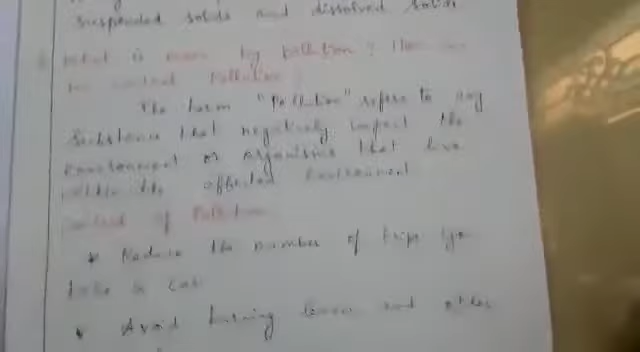 suspended solids and dissolved solids
what is mean by pollution? How
control Pollution?
The term "Pollution" refers to any
Substance that negatively impact the
environment or organisms that live
within the affected environment
Control of Pollution
* Reduce the number of trips you
take in car
* Avoid burning leaves and other